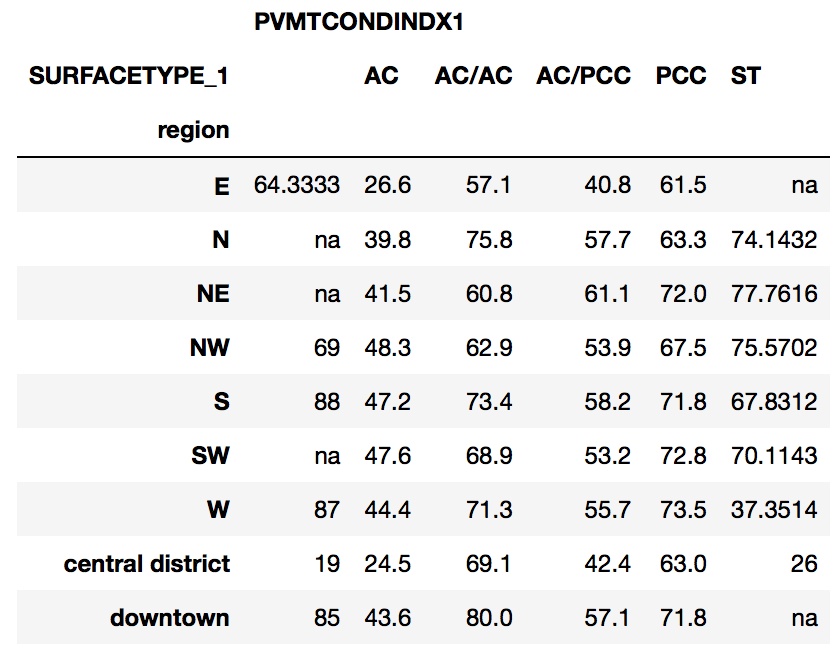 PVMTCONDINDX1
SURFACETYPE_1 AC AC/AC AC/PCC PCC ST
region
E 64.3333 26.6 57.1 40.8 61.5 na
N na 39.8 75.8 57.7 63.3 74.1432
NE na 41.5 60.8 61.1 72.0 77.7616
NW 69 48.3 62.9 53.9 67.5 75.5702
S 88 47.2 73.4 58.2 71.8 67.8312
SW na 47.6 68.9 53.2 72.8 70.1143
W 87 44.4 71.3 55.7 73.5 37.3514
central district 19 24.5 69.1 42.4 63.0 26
downtown 85 43.6 80.0 57.1 71.8 na